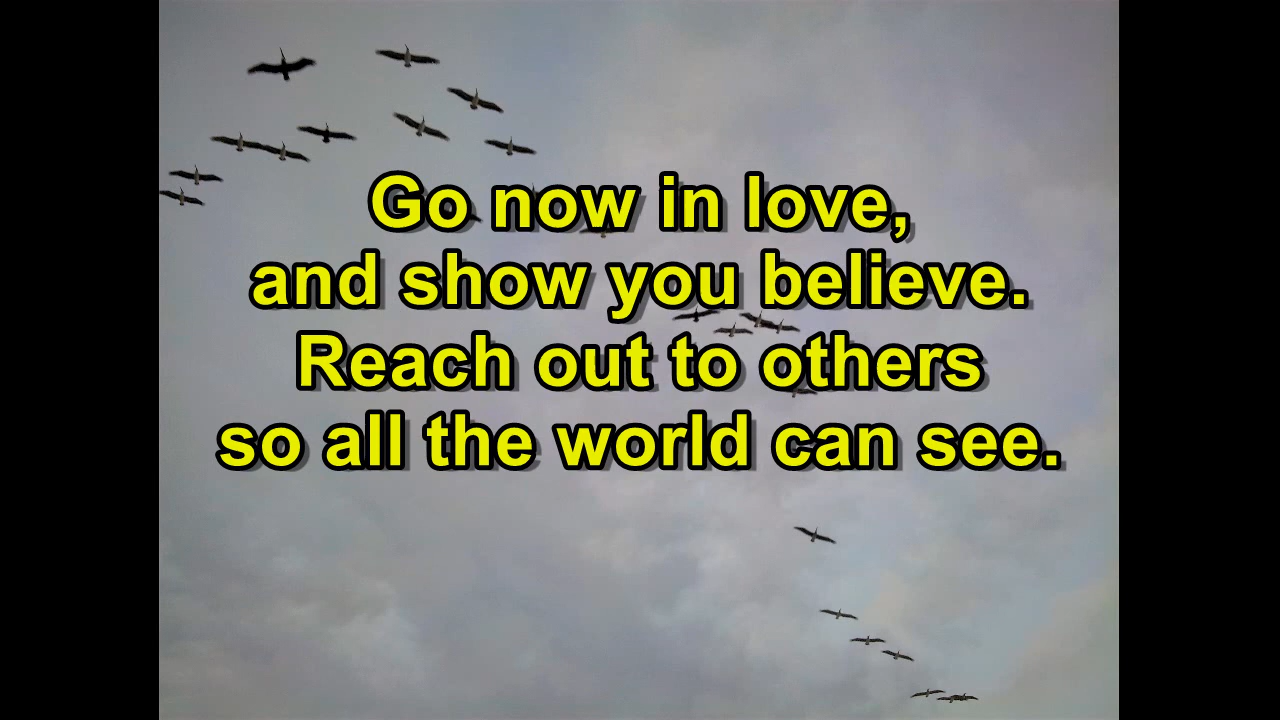 Go now in love,
and show you believe.
Reach out to others
so all the world can see.